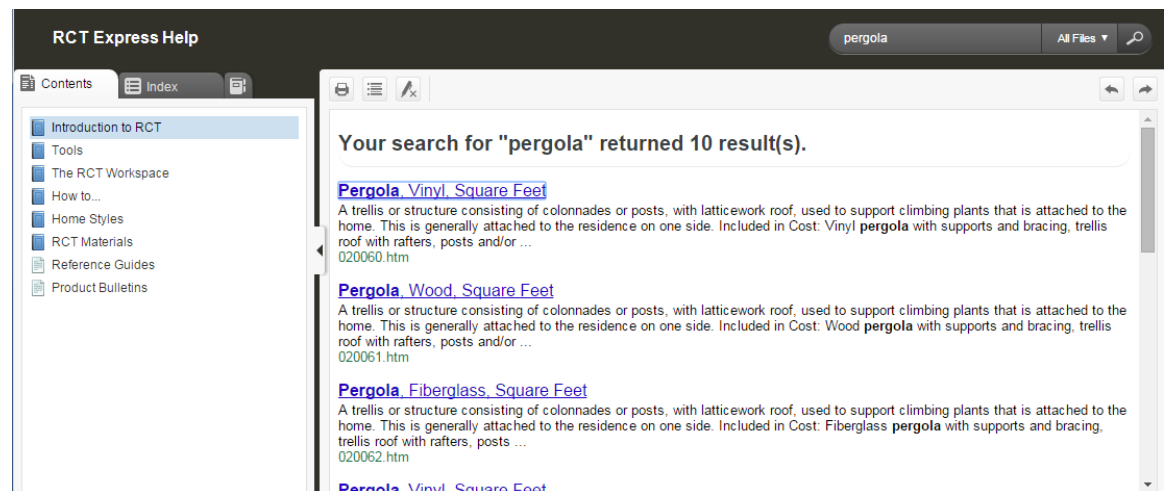 RCT Express Help
pergola
All Files
Contents
Index
Introduction to RCT
Tools
The RCT Workspace
How to...
Home Styles
RCT Materials
Reference Guides
Product Bulletins
Your search for "pergola" returned 10 result(s).
Pergola, Vinyl, Square Feet
A trellis or structure consisting of colonnades or posts, with latticework roof, used to support climbing plants that is attached to the
home. This is generally attached to the residence on one side. Included in Cost: Vinyl pergola with supports and bracing, trellis
roof with rafters, posts and/or ...
020060.htm
Pergola, Wood, Square Feet
A trellis or structure consisting of colonnades or posts, with latticework roof, used to support climbing plants that is attached to the
home. This is generally attached to the residence on one side. Included in Cost: Wood pergola with supports and bracing, trellis
roof with rafters, posts and/or ...
020061.htm
Pergola, Fiberglass, Square Feet
A trellis or structure consisting of colonnades or posts, with latticework roof, used to support climbing plants that is attached to the
home. This is generally attached to the residence on one side. Included in Cost: Fiberglass pergola with supports and bracing,
trellis roof with rafters, posts ...
020062.htm
Pergola, Vinyl, Square Feet